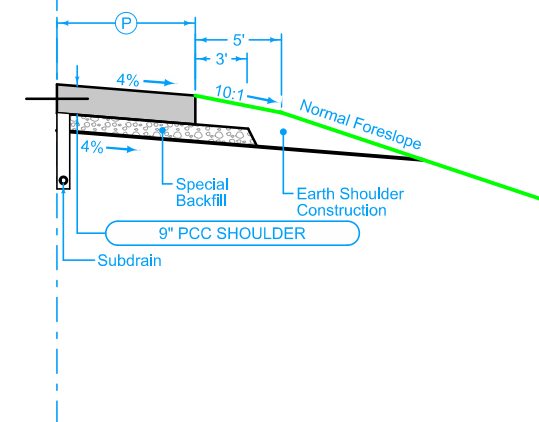 P
5'
3'
4%
10:1
Normal Foreslope
4%
Special
Backfill
Earth Shoulder
Construction
9" PCC SHOULDER
Subdrain